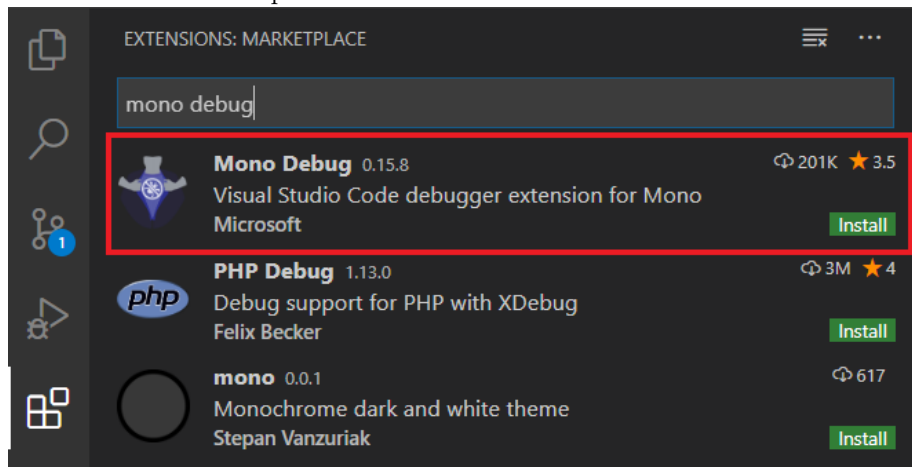 EXTENSIONS: MARKETPLACE
mono debug
Mono Debug 0.15.8 201K ★ 3.5
Visual Studio Code debugger extension for Mono
Microsoft Install
PHP Debug 1.13.0 3M ★ 4
php
Debug support for PHP with XDebug
Felix Becker Install
1
mono 0.0.1 617
Monochrome dark and white theme
Stepan Vanzuriak Install